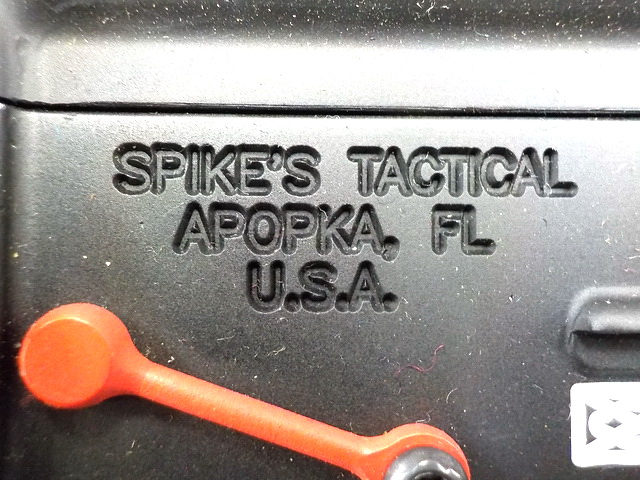 SPIKE'S TACTICAL
APOPKA, FL
U.S.A.